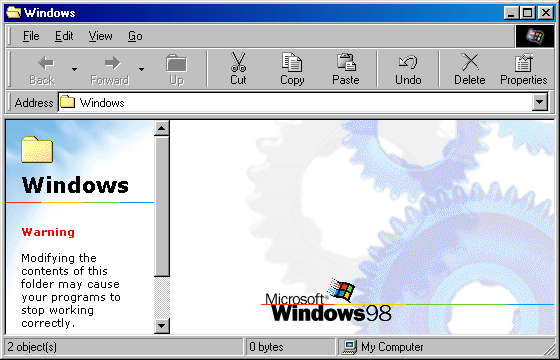 Windows
File Edit View Go
Back Forward Up Cut Copy Paste Undo Delete Properties
Address Windows
Windows
Warning
Modifying the
contents of this
folder may cause
your programs to
stop working
correctly.
Microsoft®
Windows98
2 object(s) 0 bytes My Computer